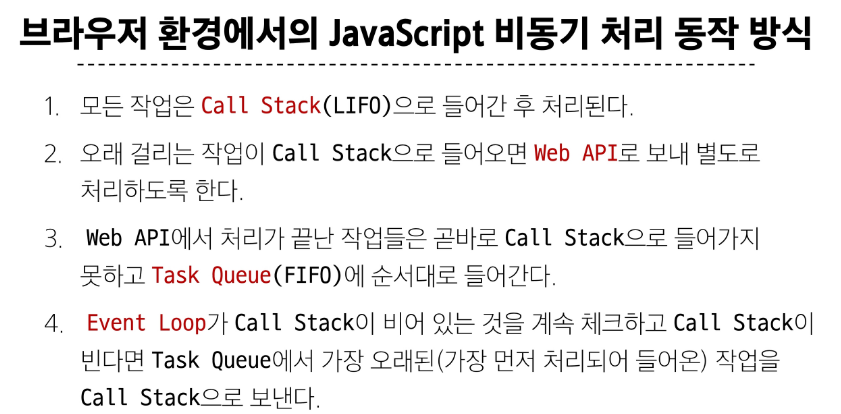 브라우저 환경에서의 JavaScript 비동기 처리 동작 방식
1. 모든 작업은 Call Stack(LIFO)으로 들어간 후 처리된다.
2. 오래 걸리는 작업이 Call Stack으로 들어오면 Web API로 보내 별도로
처리하도록 한다.
3. Web API에서 처리가 끝난 작업들은 곧바로 Call Stack으로 들어가지
못하고 Task Queue(FIFO)에 순서대로 들어간다.
4. Event Loop가 Call Stack이 비어 있는 것을 계속 체크하고 Call Stack이
빈다면 Task Queue에서 가장 오래된(가장 먼저 처리되어 들어온) 작업을
Call Stack으로 보낸다.